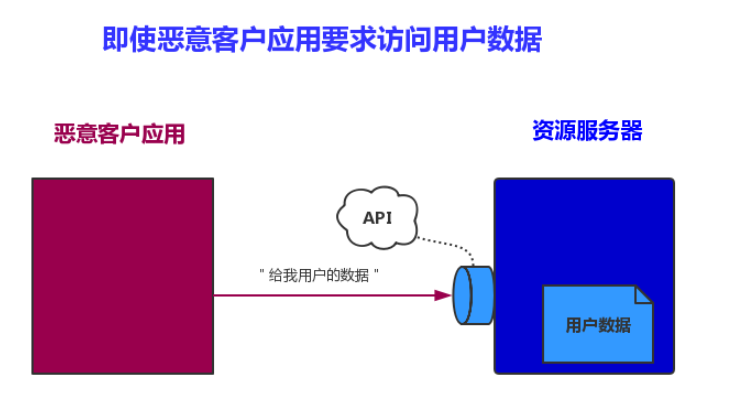 即使恶意客户应用要求访问用户数据
恶意客户应用
资源服务器
API
"给我用户的数据"
用户数据